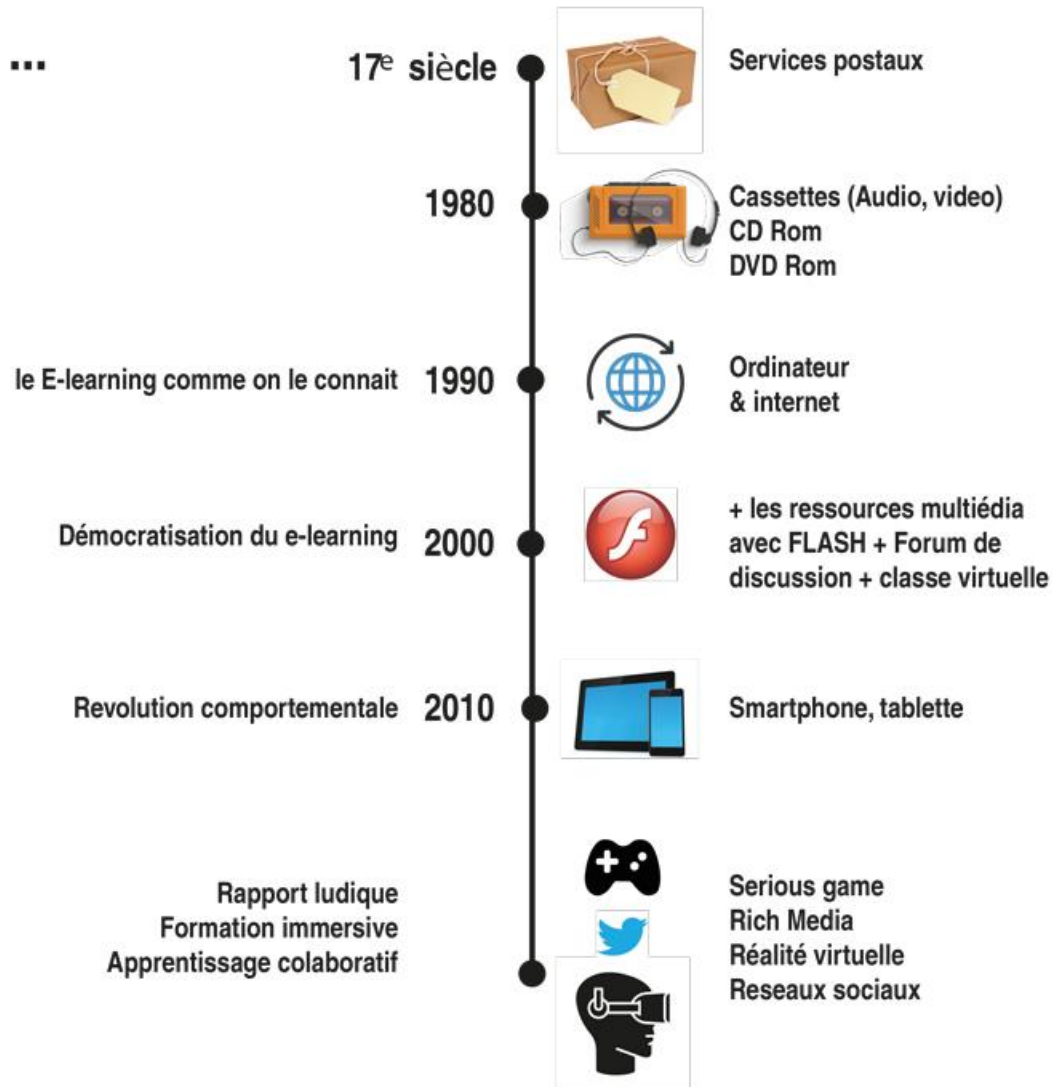 ...
17e siècle
Services postaux
1980
Cassettes (Audio, video)
CD Rom
DVD Rom
le E-learning comme on le connait
1990
Ordinateur
& internet
Démocratisation du e-learning
2000
+ les ressources multiédia
avec FLASH + Forum de
discussion + classe virtuelle
Revolution comportementale
2010
Smartphone, tablette
Rapport ludique
Formation immersive
Apprentissage colaboratif
Serious game
Rich Media
Réalité virtuelle
Reseaux sociaux